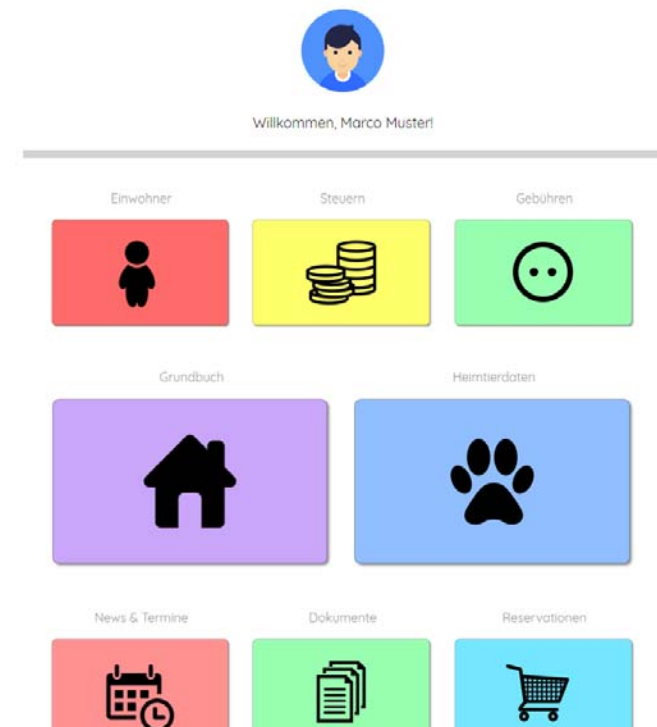 Willkommen, Marco Muster!
Einwohner
Steuern
Gebühren
Grundbuch
Heimtierdaten
News & Termine
Dokumente
Reservationen